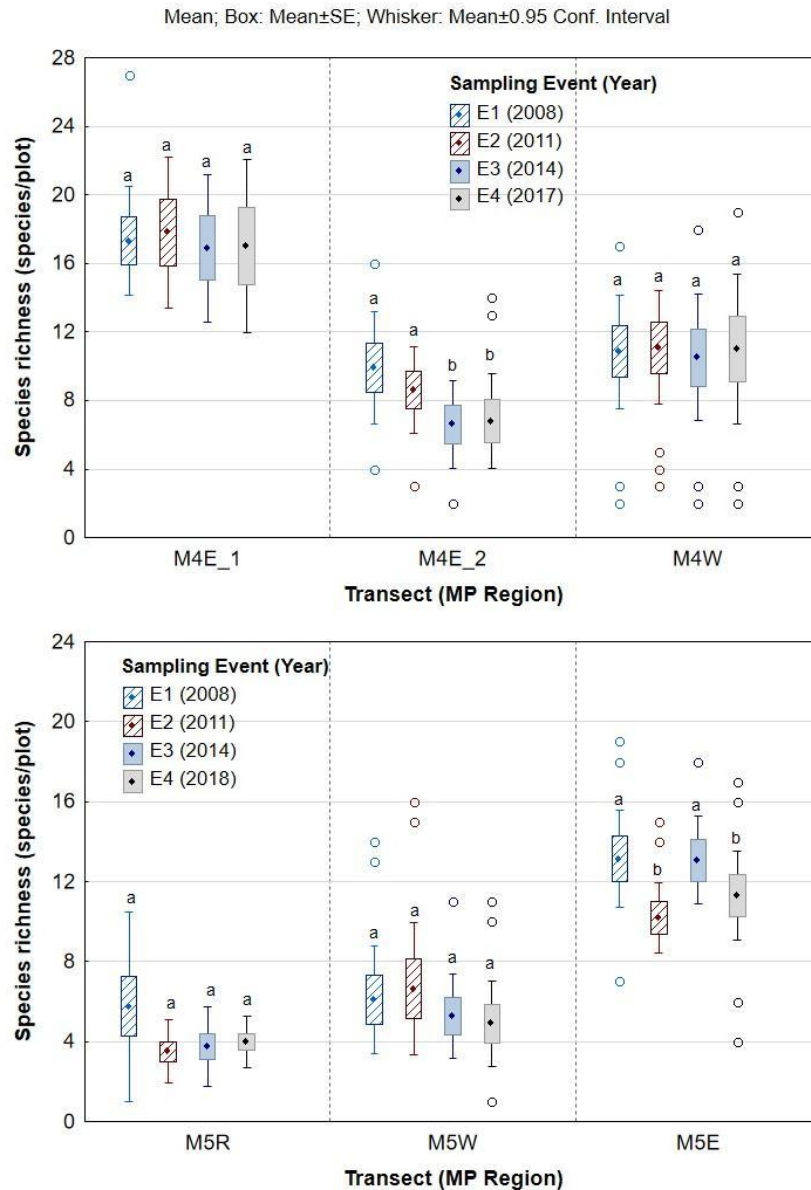 Mean; Box: Mean±SE; Whisker: Mean±0.95 Conf. Interval
28
24
20
16
12
8
4
0
Species richness (species/plot)
Sampling Event (Year)
E1 (2008)
E2 (2011)
E3 (2014)
E4 (2017)
a a a a
a a b b
a a a a
M4E_1 M4E_2 M4W
Transect (MP Region)
24
20
16
12
8
4
0
Species richness (species/plot)
Sampling Event (Year)
E1 (2008)
E2 (2011)
E3 (2014)
E4 (2018)
a a a a
a a a a
a b a b
M5R M5W M5E
Transect (MP Region)